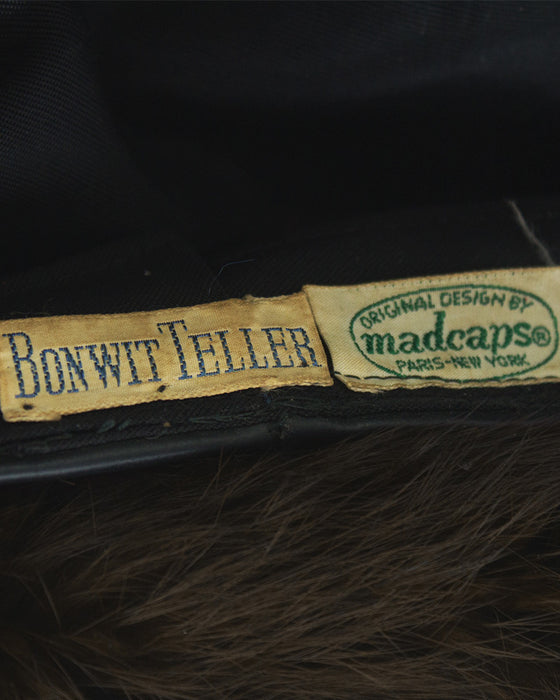 BONWIT TELLER
ORIGINAL DESIGN BY
madcaps®
PARIS-NEW YORK